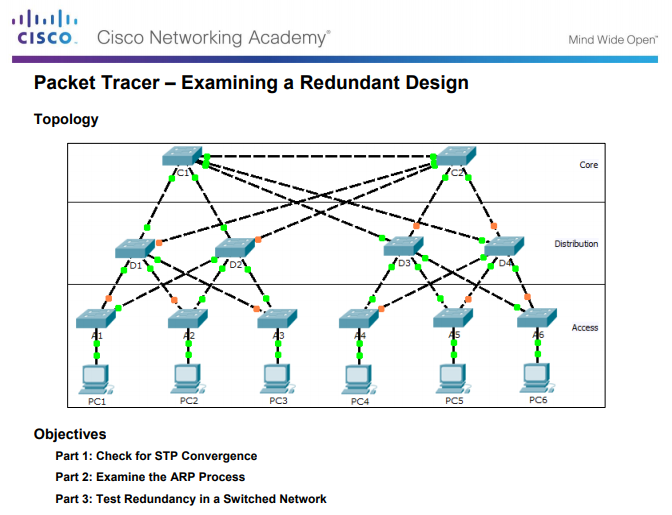 CISCO
Cisco Networking Academy®
Mind Wide Open™
Packet Tracer – Examining a Redundant Design
Topology
C1
C2
Core
D1
D2
D3
D4
Distribution
A1
A2
A3
A4
A5
A6
Access
PC1
PC2
PC3
PC4
PC5
PC6
Objectives
Part 1: Check for STP Convergence
Part 2: Examine the ARP Process
Part 3: Test Redundancy in a Switched Network